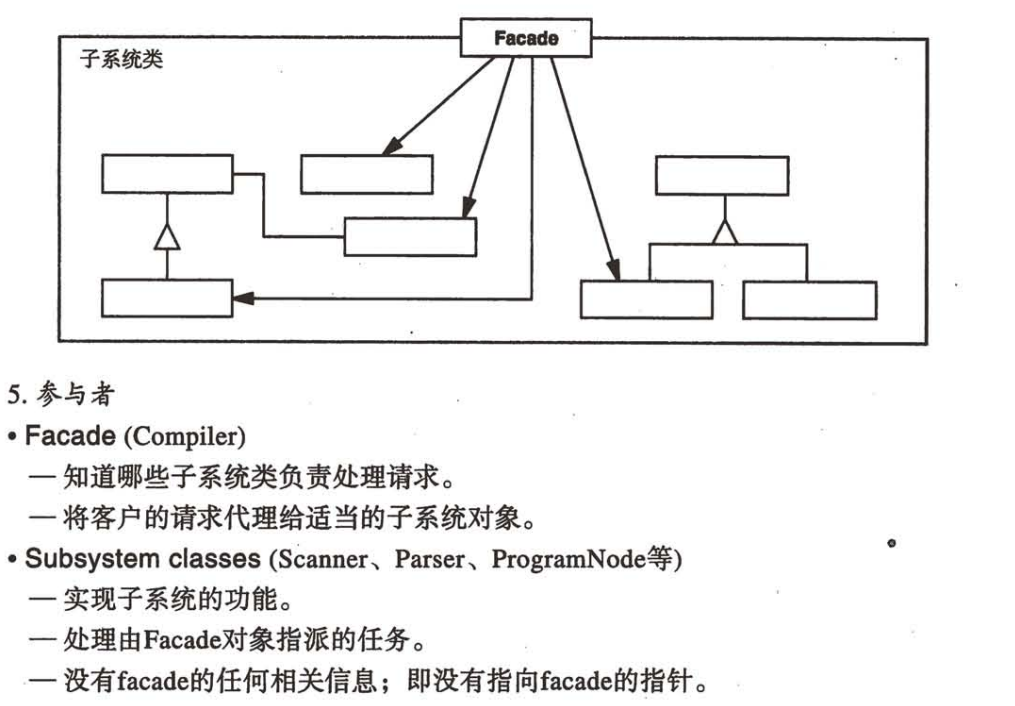 Facade
子系统类
5. 参与者
• Facade (Compiler)
— 知道哪些子系统类负责处理请求。
— 将客户的请求代理给适当的子系统对象。
• Subsystem classes (Scanner、Parser、ProgramNode等)
— 实现子系统的功能。
— 处理由Facade对象指派的任务。
— 没有facade的任何相关信息；即没有指向facade的指针。